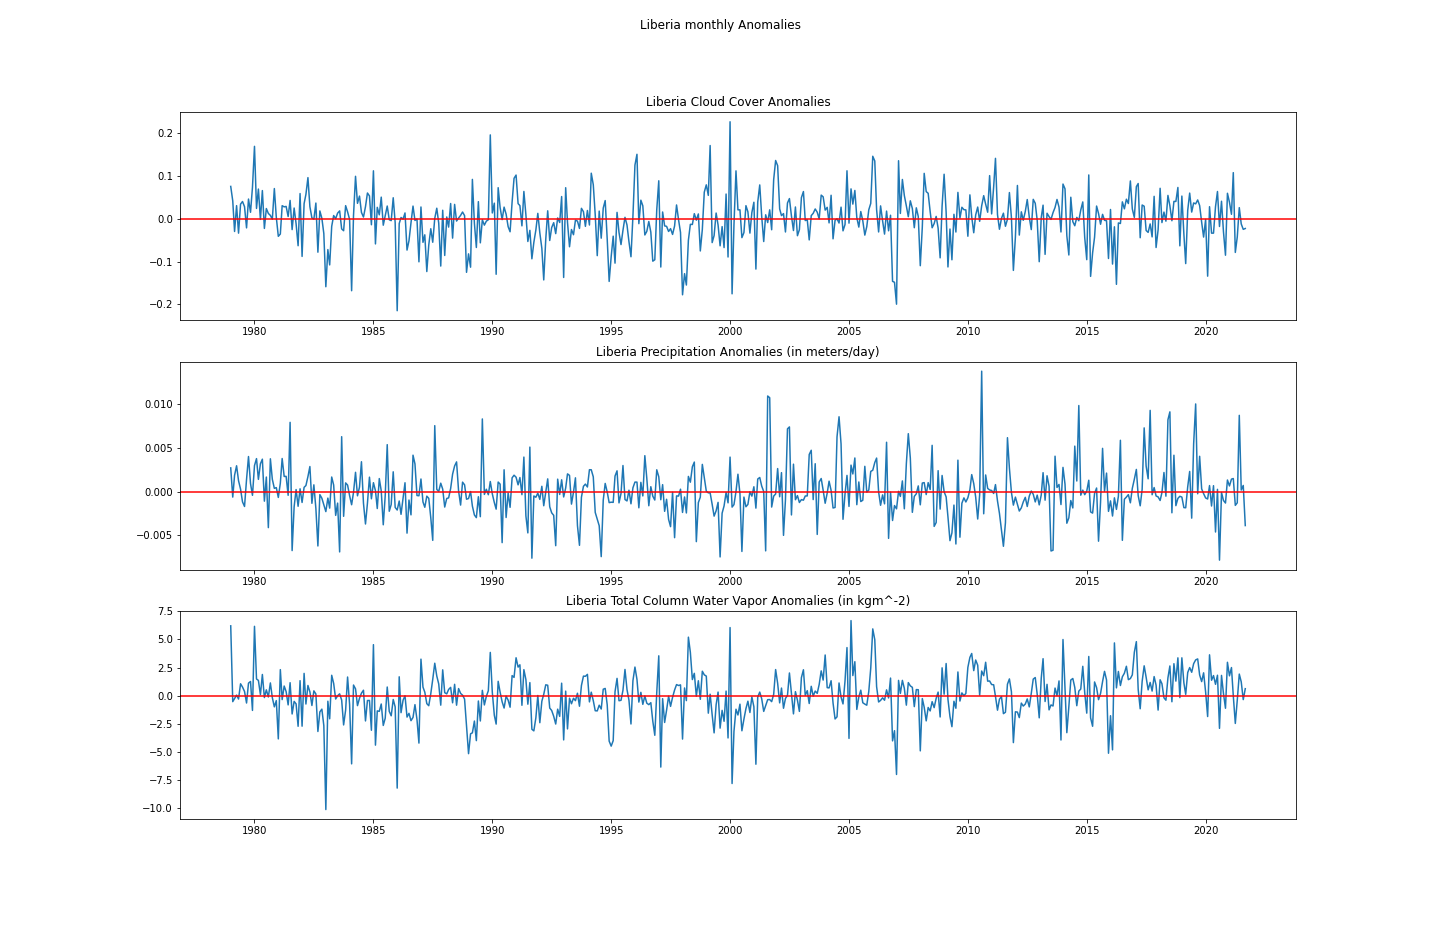 Liberia monthly Anomalies
Liberia Cloud Cover Anomalies
0.2
0.1
0.0
−0.1
−0.2
1980 1985 1990 1995 2000 2005 2010 2015 2020
Liberia Precipitation Anomalies (in meters/day)
0.010
0.005
0.000
−0.005
1980 1985 1990 1995 2000 2005 2010 2015 2020
Liberia Total Column Water Vapor Anomalies (in kgm^-2)
7.5
5.0
2.5
0.0
−2.5
−5.0
−7.5
−10.0
1980 1985 1990 1995 2000 2005 2010 2015 2020